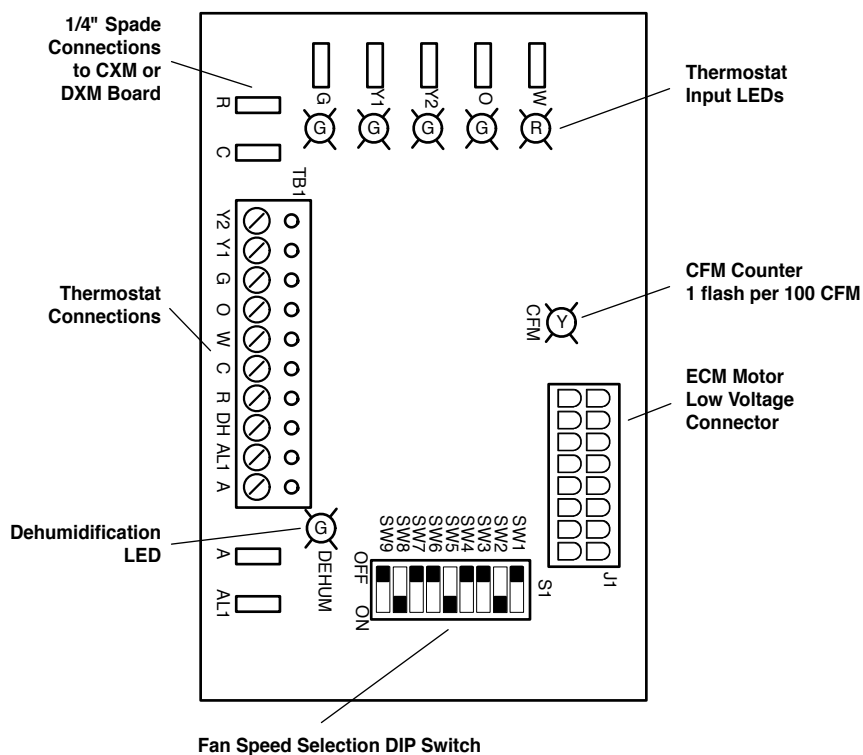 1/4" Spade
Connections
to CXM or
DXM Board
R
C
G
Y1
Y2
O
W
G
G
G
G
R
Thermostat
Input LEDs
TB1
Y2
Y1
G
O
W
C
R
DH
AL1
A
Thermostat
Connections
CFM Counter
1 flash per 100 CFM
CFM
Y
ECM Motor
Low Voltage
Connector
J1
Dehumidification
LED
G
DEHUM
A
AL1
SW9
SW8
SW7
SW6
SW5
SW4
SW3
SW2
SW1
OFF
ON
S1
Fan Speed Selection DIP Switch